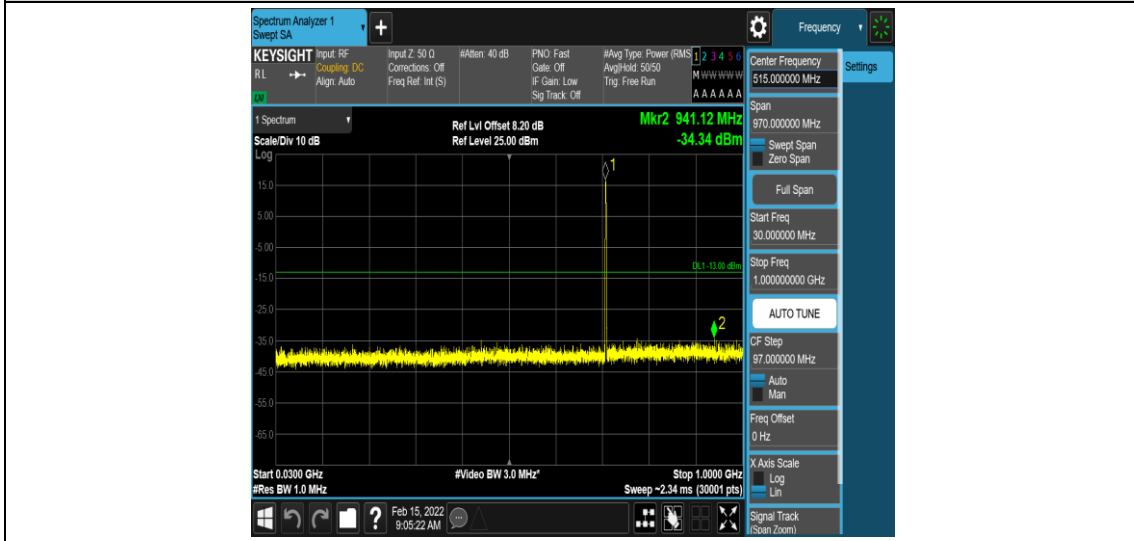 Spectrum Analyzer 1
Swept SA
+
Frequency
KEYSIGHT
RL
Input: RF
Coupling: DC
Align: Auto
Input Z: 50 Ω
Corrections: Off
Freq Ref: Int (S)
#Atten: 40 dB
PNO: Fast
Gate: Off
IF Gain: Low
Sig Track: Off
#Avg Type: Power (RMS
Avg|Hold: 50/50
Trig: Free Run
1 2 3 4 5 6
M W W W W W
A A A A A A
1 Spectrum
Scale/Div 10 dB
Log
Ref Lvl Offset 8.20 dB
Ref Level 25.00 dBm
Mkr2 941.12 MHz
-34.34 dBm
1
15.0
5.00
-5.00
DL1 -13.00 dBm
-15.0
-25.0
2
-35.0
-45.0
-55.0
-65.0
Start 0.0300 GHz
#Res BW 1.0 MHz
#Video BW 3.0 MHz*
Stop 1.0000 GHz
Sweep ~2.34 ms (30001 pts)
?
Feb 15, 2022
9:05:22 AM
Center Frequency
515.000000 MHz
Settings
Span
970.000000 MHz
Swept Span
Zero Span
Full Span
Start Freq
30.000000 MHz
Stop Freq
1.000000000 GHz
AUTO TUNE
CF Step
97.000000 MHz
Auto
Man
Freq Offset
0 Hz
X Axis Scale
Log
Lin
Signal Track
(Span Zoom)